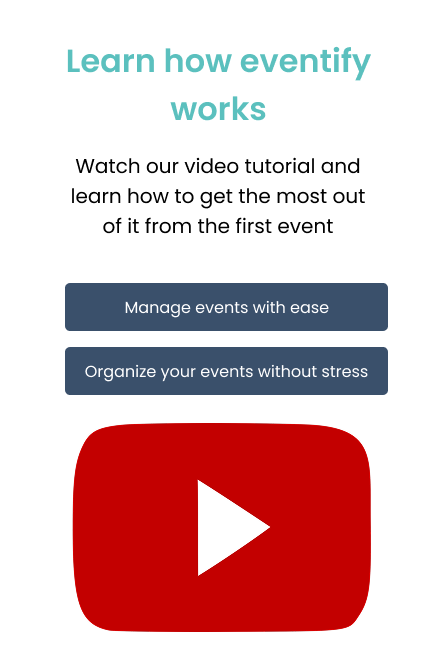 Learn how eventify
works
Watch our video tutorial and
learn how to get the most out
of it from the first event
Manage events with ease
Organize your events without stress